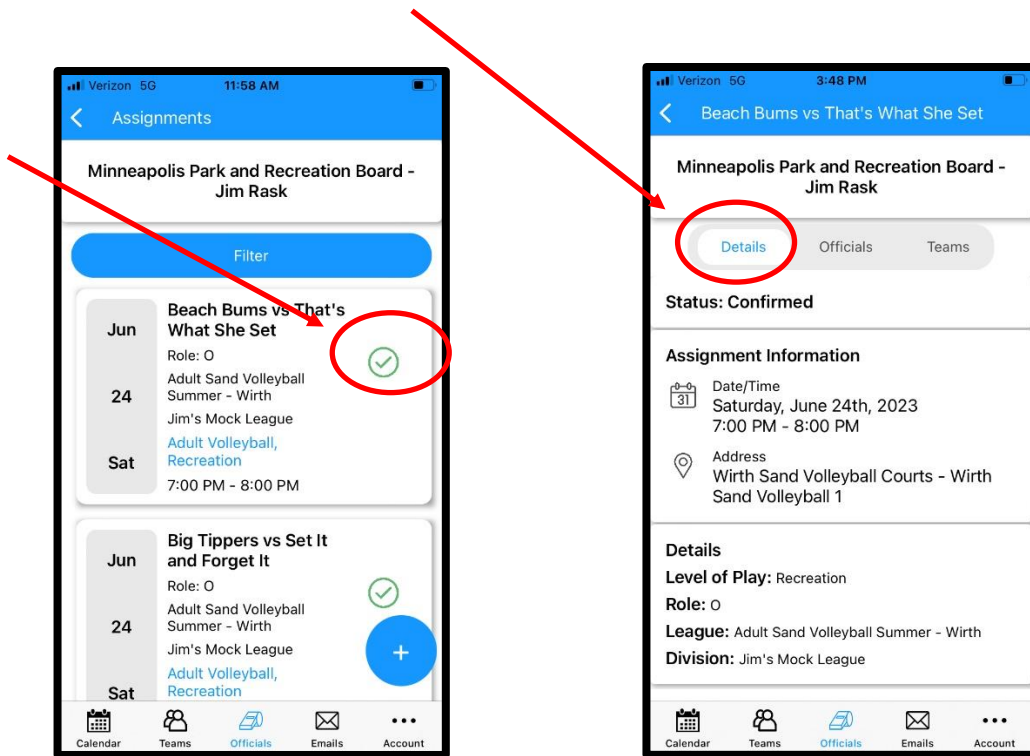 Verizon 5G 11:58 AM
Assignments
Minneapolis Park and Recreation Board -
Jim Rask
Filter
Jun
24
Sat
Beach Bums vs That's
What She Set
Role: O
Adult Sand Volleyball
Summer - Wirth
Jim's Mock League
Adult Volleyball,
Recreation
7:00 PM - 8:00 PM
Jun
24
Sat
Big Tippers vs Set It
and Forget It
Role: O
Adult Sand Volleyball
Summer - Wirth
Jim's Mock League
Adult Volleyball,
Recreation
+
Calendar Teams Officials Emails Account
Verizon 5G 3:48 PM
Beach Bums vs That's What She Set
Minneapolis Park and Recreation Board -
Jim Rask
Details Officials Teams
Status: Confirmed
Assignment Information
31
Date/Time
Saturday, June 24th, 2023
7:00 PM - 8:00 PM
Address
Wirth Sand Volleyball Courts - Wirth
Sand Volleyball 1
Details
Level of Play: Recreation
Role: O
League: Adult Sand Volleyball Summer - Wirth
Division: Jim's Mock League
Calendar Teams Officials Emails Account